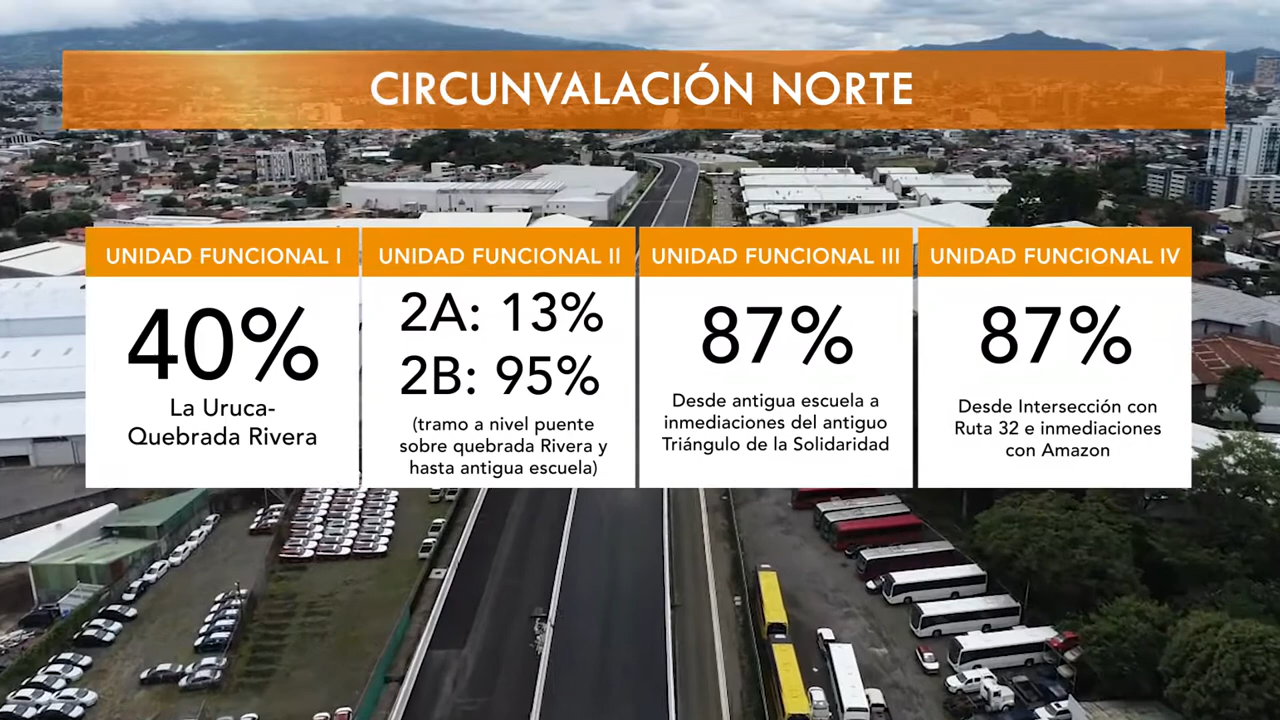 CIRCUNVALACIÓN NORTE
UNIDAD FUNCIONAL I
40%
La Uruca-
Quebrada Rivera
UNIDAD FUNCIONAL II
2A: 13%
2B: 95%
(tramo a nivel puente
sobre quebrada Rivera y
hasta antigua escuela)
UNIDAD FUNCIONAL III
87%
Desde antigua escuela a
inmediaciones del antiguo
Triángulo de la Solidaridad
UNIDAD FUNCIONAL IV
87%
Desde Intersección con
Ruta 32 e inmediaciones
con Amazon